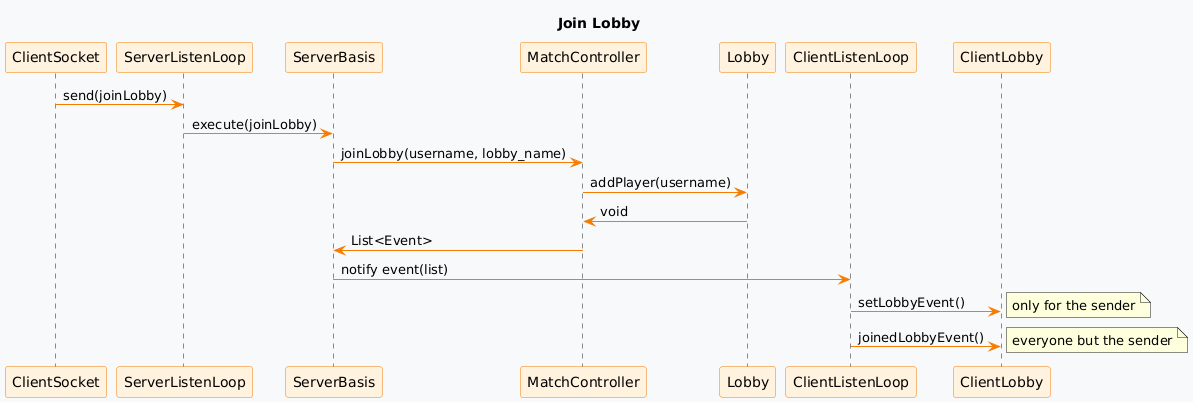 Join Lobby
ClientSocket
ServerListenLoop
ServerBasis
MatchController
Lobby
ClientListenLoop
ClientLobby
send(joinLobby)
execute(joinLobby)
joinLobby(username, lobby_name)
addPlayer(username)
void
List<Event>
notify event(list)
setLobbyEvent()
only for the sender
joinedLobbyEvent()
everyone but the sender
ClientSocket
ServerListenLoop
ServerBasis
MatchController
Lobby
ClientListenLoop
ClientLobby